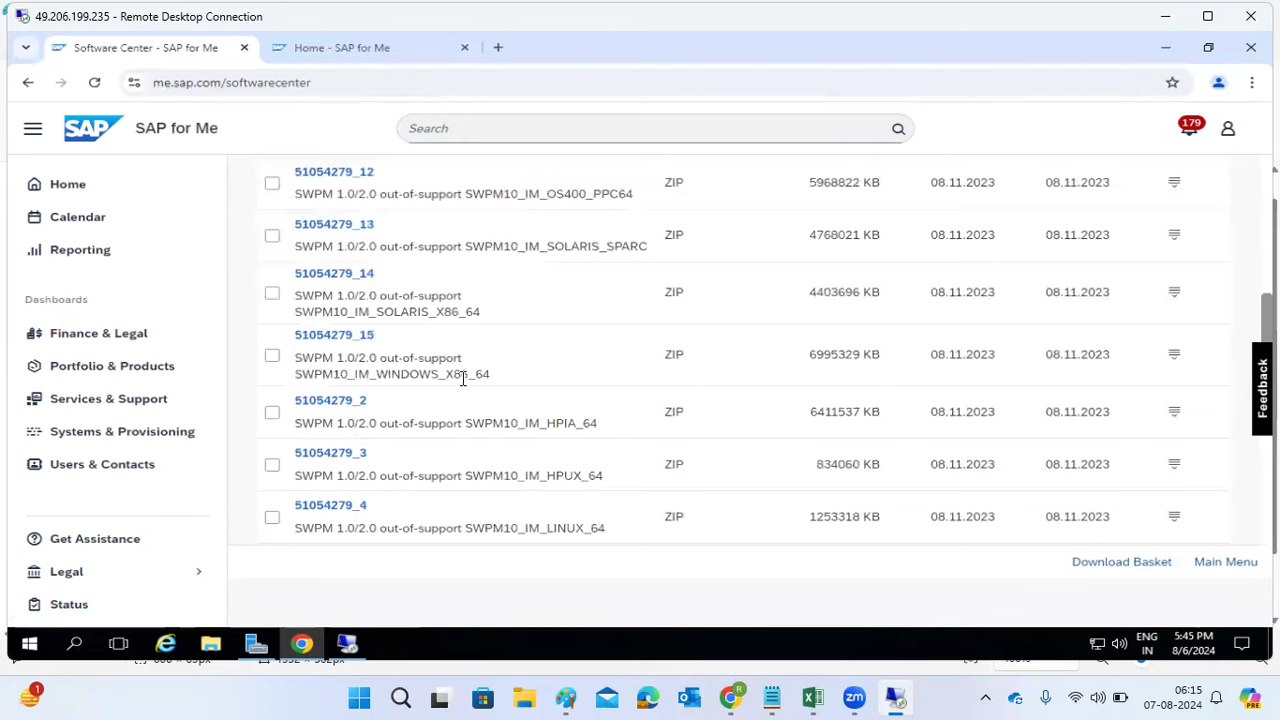 49.206.199.235 - Remote Desktop Connection
Software Center - SAP for Me
Home - SAP for Me
me.sap.com/softwarecenter
SAP
SAP for Me
Search
179
Home
Calendar
Reporting
Dashboards
Finance & Legal
Portfolio & Products
Services & Support
Systems & Provisioning
Users & Contacts
Get Assistance
Legal
Status
51054279_12
SWPM 1.0/2.0 out-of-support SWPM10_IM_OS400_PPC64
ZIP
5968822 KB
08.11.2023
08.11.2023
51054279_13
SWPM 1.0/2.0 out-of-support SWPM10_IM_SOLARIS_SPARC
ZIP
4768021 KB
08.11.2023
08.11.2023
51054279_14
SWPM 1.0/2.0 out-of-support
SWPM10_IM_SOLARIS_X86_64
ZIP
4403696 KB
08.11.2023
08.11.2023
51054279_15
SWPM 1.0/2.0 out-of-support
SWPM10_IM_WINDOWS_X86_64
ZIP
6995329 KB
08.11.2023
08.11.2023
51054279_2
SWPM 1.0/2.0 out-of-support SWPM10_IM_HPIA_64
ZIP
6411537 KB
08.11.2023
08.11.2023
51054279_3
SWPM 1.0/2.0 out-of-support SWPM10_IM_HPUX_64
ZIP
834060 KB
08.11.2023
08.11.2023
51054279_4
SWPM 1.0/2.0 out-of-support SWPM10_IM_LINUX_64
ZIP
1253318 KB
08.11.2023
08.11.2023
Feedback
Download Basket
Main Menu
ENG
IN
5:45 PM
8/6/2024
1
06:15
07-08-2024
PRE